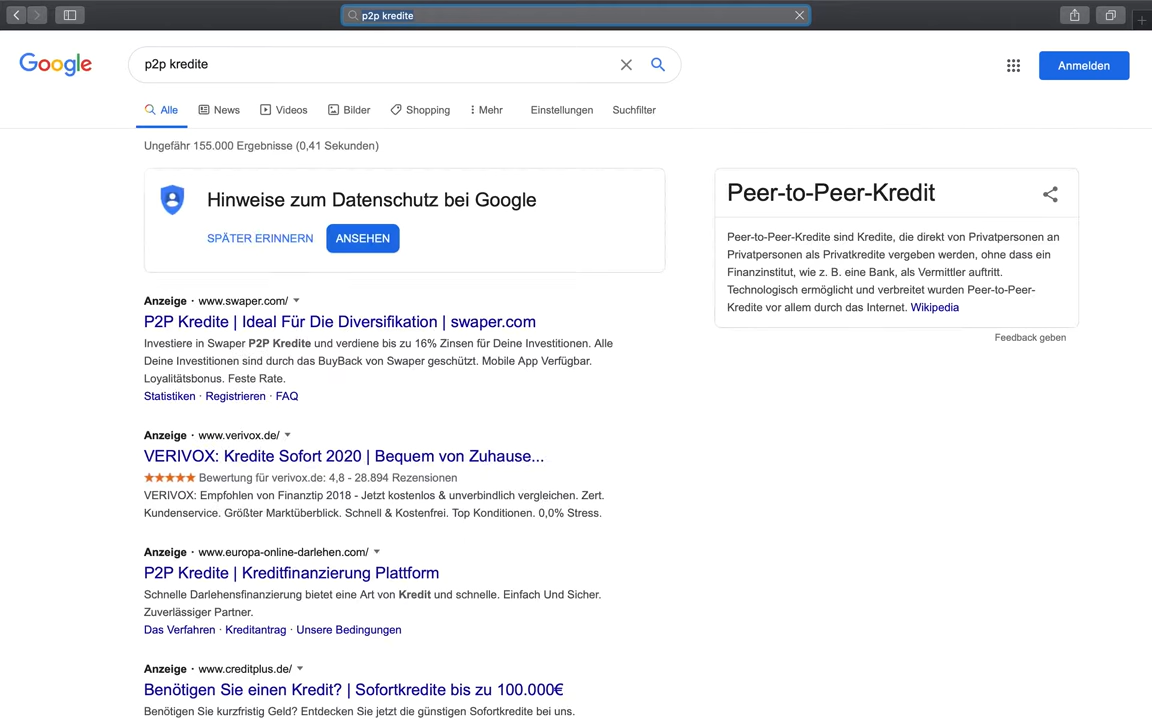 p2p kredite
Google
p2p kredite
Anmelden
Alle News Videos Bilder Shopping Mehr Einstellungen Suchfilter
Ungefähr 155.000 Ergebnisse (0,41 Sekunden)
Hinweise zum Datenschutz bei Google
SPÄTER ERINNERN ANSEHEN
Anzeige · www.swaper.com/
P2P Kredite | Ideal Für Die Diversifikation | swaper.com
Investiere in Swaper P2P Kredite und verdiene bis zu 16% Zinsen für Deine Investitionen. Alle
Deine Investitionen sind durch das BuyBack von Swaper geschützt. Mobile App Verfügbar.
Loyalitätsbonus. Feste Rate.
Statistiken · Registrieren · FAQ
Anzeige · www.verivox.de/
VERIVOX: Kredite Sofort 2020 | Bequem von Zuhause...
Bewertung für verivox.de: 4,8 - 28.894 Rezensionen
VERIVOX: Empfohlen von Finanztip 2018 - Jetzt kostenlos & unverbindlich vergleichen. Zert.
Kundenservice. Größter Marktüberblick. Schnell & Kostenfrei. Top Konditionen. 0,0% Stress.
Anzeige · www.europa-online-darlehen.com/
P2P Kredite | Kreditfinanzierung Plattform
Schnelle Darlehensfinanzierung bietet eine Art von Kredit und schnelle. Einfach Und Sicher.
Zuverlässiger Partner.
Das Verfahren · Kreditantrag · Unsere Bedingungen
Anzeige · www.creditplus.de/
Benötigen Sie einen Kredit? | Sofortkredite bis zu 100.000€
Benötigen Sie kurzfristig Geld? Entdecken Sie jetzt die günstigen Sofortkredite bei uns.
Peer-to-Peer-Kredit
Peer-to-Peer-Kredite sind Kredite, die direkt von Privatpersonen an
Privatpersonen als Privatkredite vergeben werden, ohne dass ein
Finanzinstitut, wie z. B. eine Bank, als Vermittler auftritt.
Technologisch ermöglicht und verbreitet wurden Peer-to-Peer-
Kredite vor allem durch das Internet. Wikipedia
Feedback geben